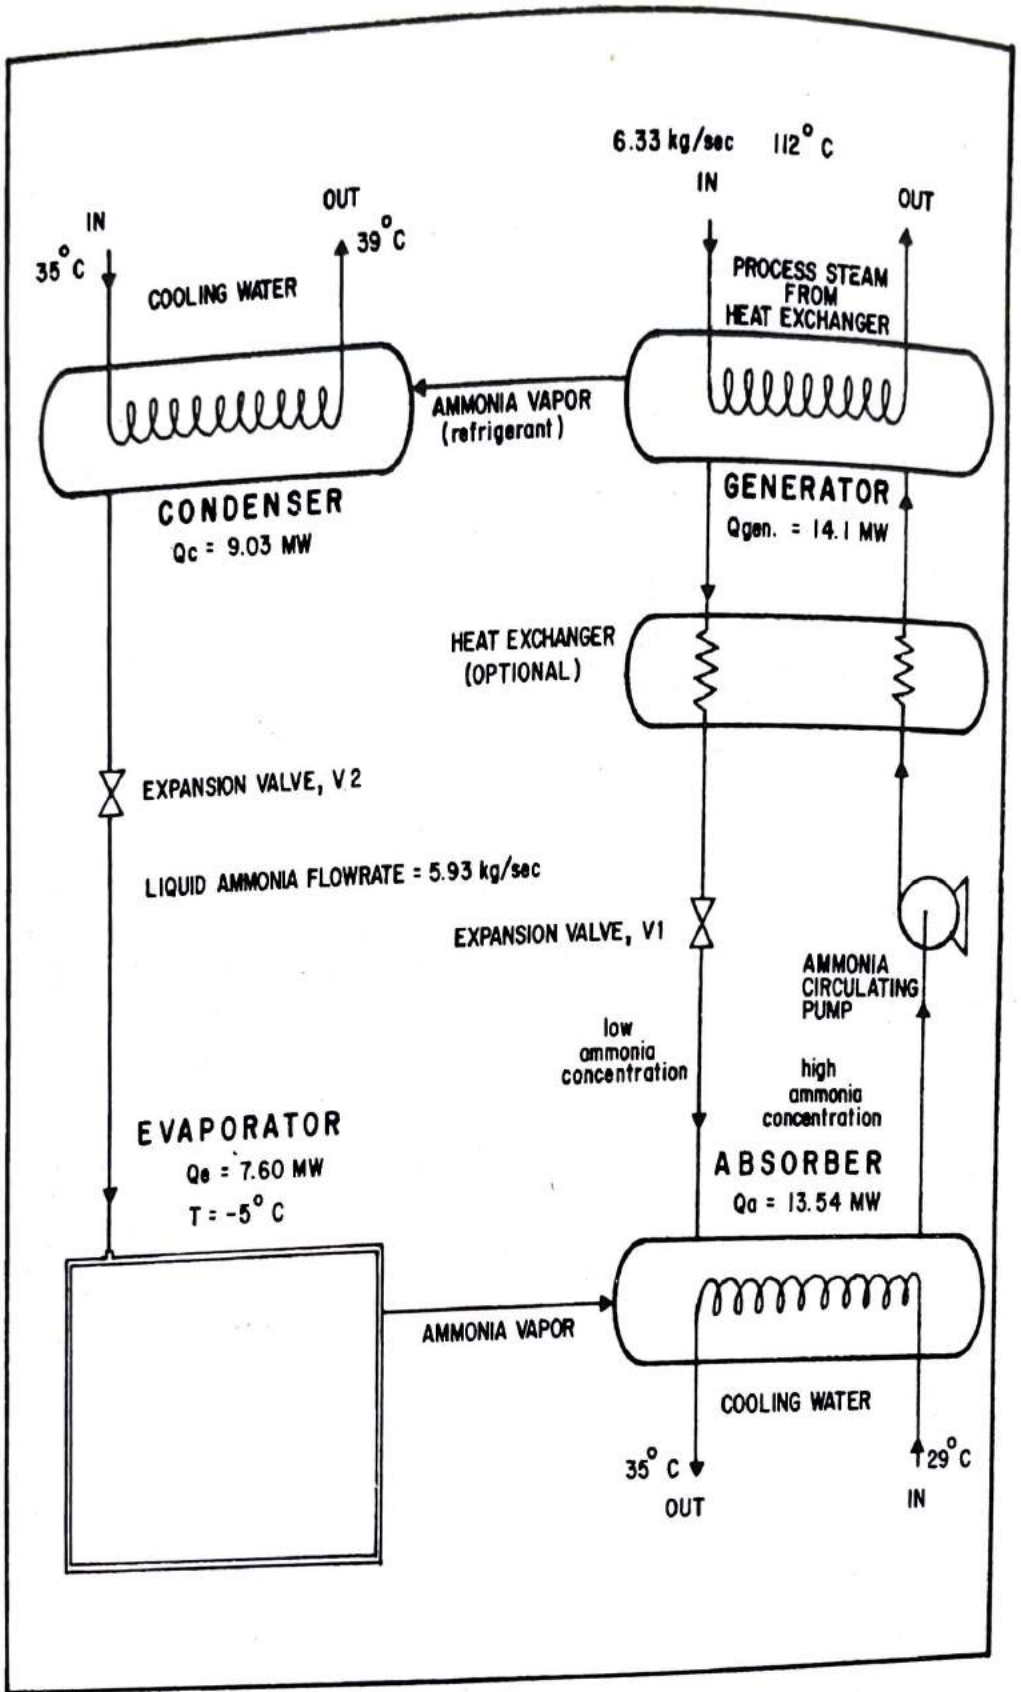 6.33 kg/sec 112° C
IN
OUT
IN
35° C
OUT
39° C
COOLING WATER
PROCESS STEAM
FROM
HEAT EXCHANGER
AMMONIA VAPOR
(refrigerant)
CONDENSER
Qc = 9.03 MW
GENERATOR
Qgen. = 14.1 MW
HEAT EXCHANGER
(OPTIONAL)
EXPANSION VALVE, V2
LIQUID AMMONIA FLOWRATE = 5.93 kg/sec
EXPANSION VALVE, V1
AMMONIA
CIRCULATING
PUMP
low
ammonia
concentration
high
ammonia
concentration
EVAPORATOR
Qe = 7.60 MW
T = -5° C
ABSORBER
Qa = 13.54 MW
AMMONIA VAPOR
COOLING WATER
35° C
OUT
29° C
IN